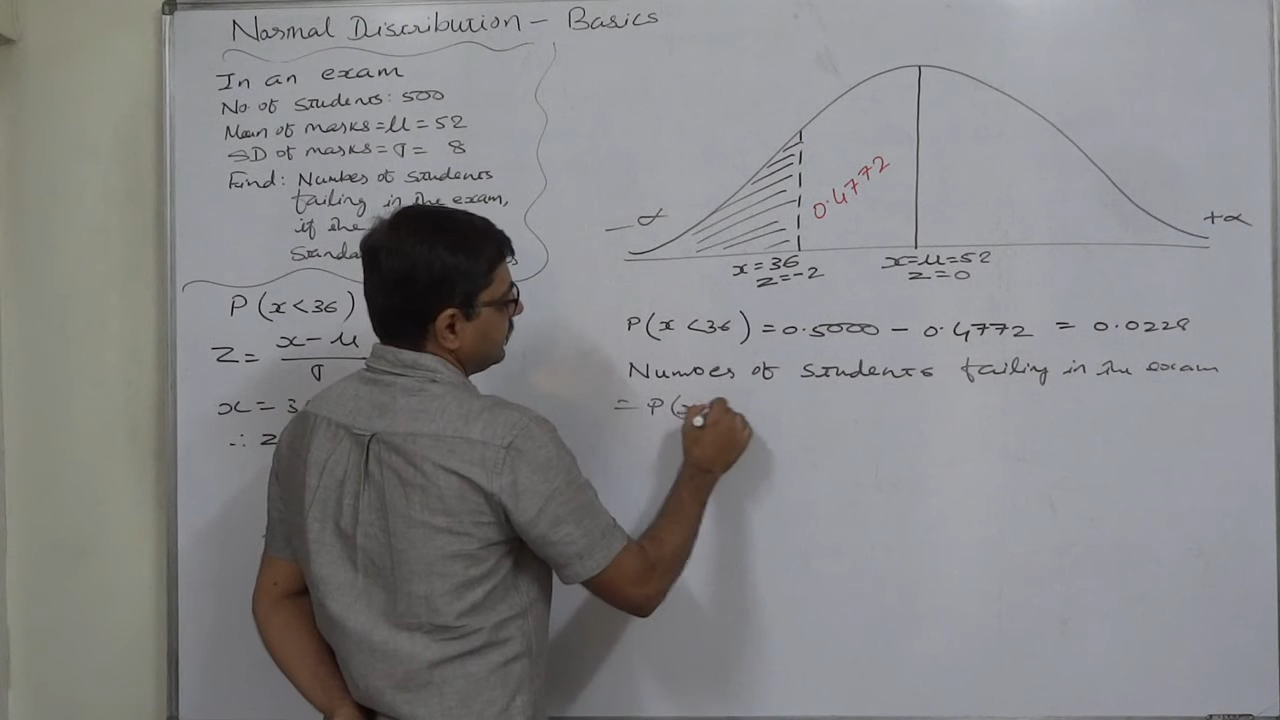 Normal Distribution - Basics
In an exam
No. of students: 500
Mean of marks = μ = 52
SD of marks = σ = 8
Find: Number of students
failing in the exam,
if the
Standa
P(x<36)
Z = x-μ / σ
x = 3
∴ Z
-α
0.4772
+α
x=36
Z=-2
x=μ=52
Z=0
P(x<36) = 0.5000 - 0.4772 = 0.0228
Number of students failing in the exam
= P(x